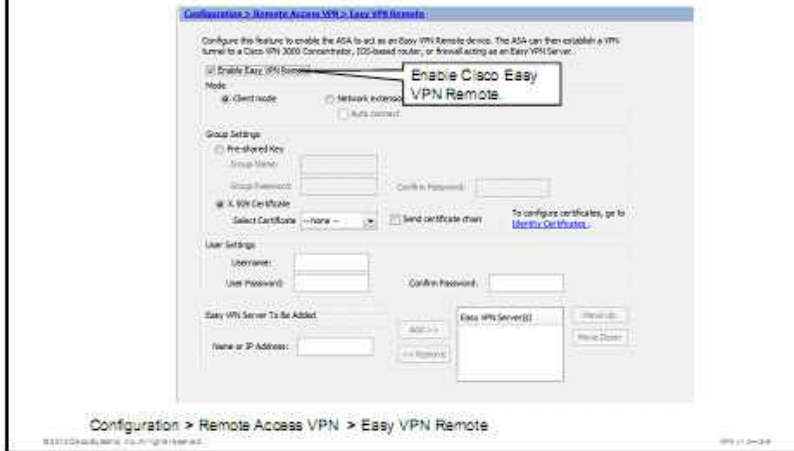 Configuration > Remote Access VPN > Easy VPN Remote
Configure this feature to enable the ASA to act as an Easy VPN Remote device. The ASA can then establish a VPN
tunnel to a Cisco VPN 3000 Concentrator, IOS-based router, or firewall acting as an Easy VPN Server.
Enable Easy VPN Remote
Enable Cisco Easy
VPN Remote.
Mode
Client mode
Network extension
Auto connect
Group Settings
Pre-shared Key
Group Name:
Group Password:
Confirm Password:
X.509 Certificate
Select Certificate
-- None --
Send certificate chain
To configure certificates, go to
Identity Certificates.
User Settings
Username:
User Password:
Confirm Password:
Easy VPN Server To Be Added
Name or IP Address:
Add >>
<< Remove
Easy VPN Server(s)
Move Up
Move Down
Configuration > Remote Access VPN > Easy VPN Remote